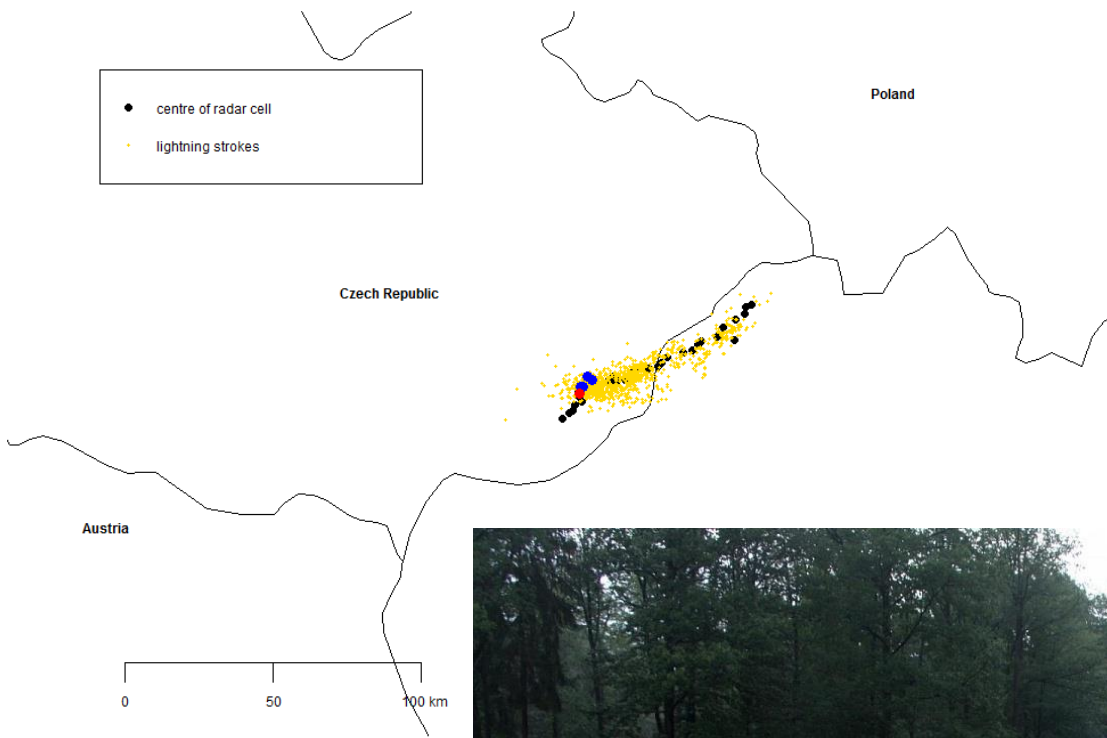 Poland
centre of radar cell
lightning strokes
Czech Republic
Austria
0 50 100 km